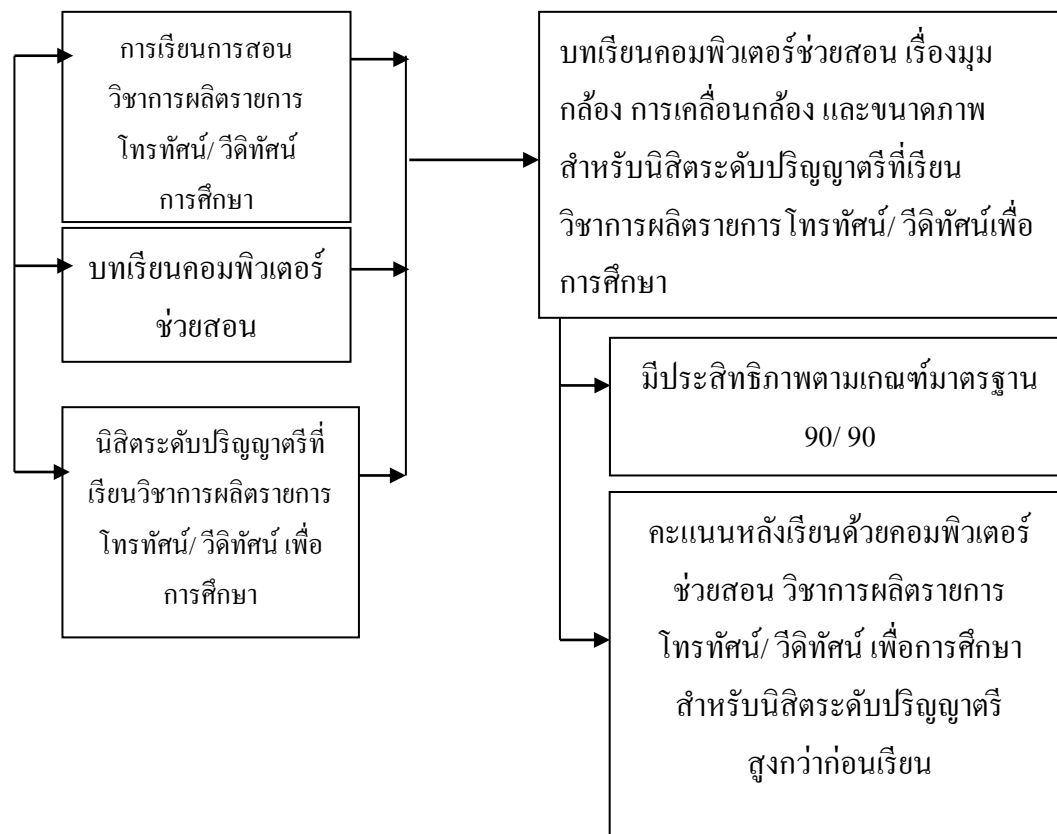 การเรียนการสอน
วิชาการผลิตรายการ
โทรทัศน์/ วีดิทัศน์
การศึกษา
บทเรียนคอมพิวเตอร์
ช่วยสอน
นิสิตระดับปริญญาตรีที่
เรียนวิชาการผลิตรายการ
โทรทัศน์/ วีดิทัศน์ เพื่อ
การศึกษา
บทเรียนคอมพิวเตอร์ช่วยสอน เรื่องมุม
กล้อง การเคลื่อนกล้อง และขนาดภาพ
สำหรับนิสิตระดับปริญญาตรีที่เรียน
วิชาการผลิตรายการโทรทัศน์/ วีดิทัศน์เพื่อ
การศึกษา
มีประสิทธิภาพตามเกณฑ์มาตรฐาน
90/ 90
คะแนนหลังเรียนด้วยคอมพิวเตอร์
ช่วยสอน วิชาการผลิตรายการ
โทรทัศน์/ วีดิทัศน์ เพื่อการศึกษา
สำหรับนิสิตระดับปริญญาตรี
สูงกว่าก่อนเรียน